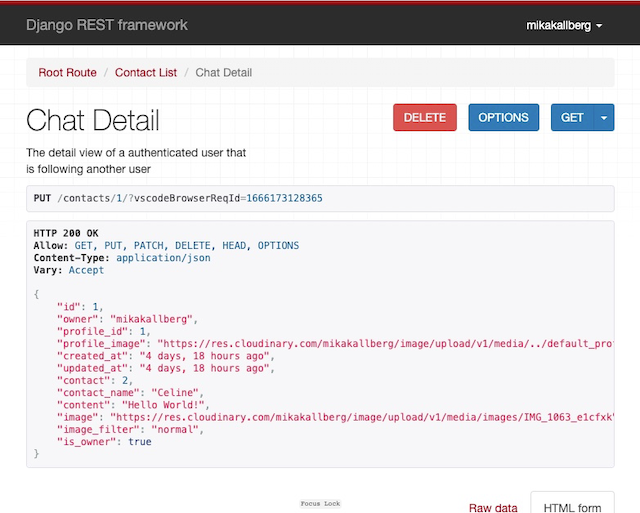 Django REST framework
mikakallberg
Root Route / Contact List / Chat Detail
Chat Detail
DELETE
OPTIONS
GET
The detail view of a authenticated user that
is following another user
PUT /contacts/1/?vscodeBrowserReqId=1666173128365
HTTP 200 OK
Allow: GET, PUT, PATCH, DELETE, HEAD, OPTIONS
Content-Type: application/json
Vary: Accept
{
"id": 1,
"owner": "mikakallberg",
"profile_id": 1,
"profile_image": "https://res.cloudinary.com/mikakallberg/image/upload/v1/media/../default_pro
"created_at": "4 days, 18 hours ago",
"updated_at": "4 days, 18 hours ago",
"contact": 2,
"contact_name": "Celine",
"content": "Hello World!",
"image": "https://res.cloudinary.com/mikakallberg/image/upload/v1/media/images/IMG_1063_e1cfxk"
"image_filter": "normal",
"is_owner": true
}
Focus Lock
Raw data
HTML form